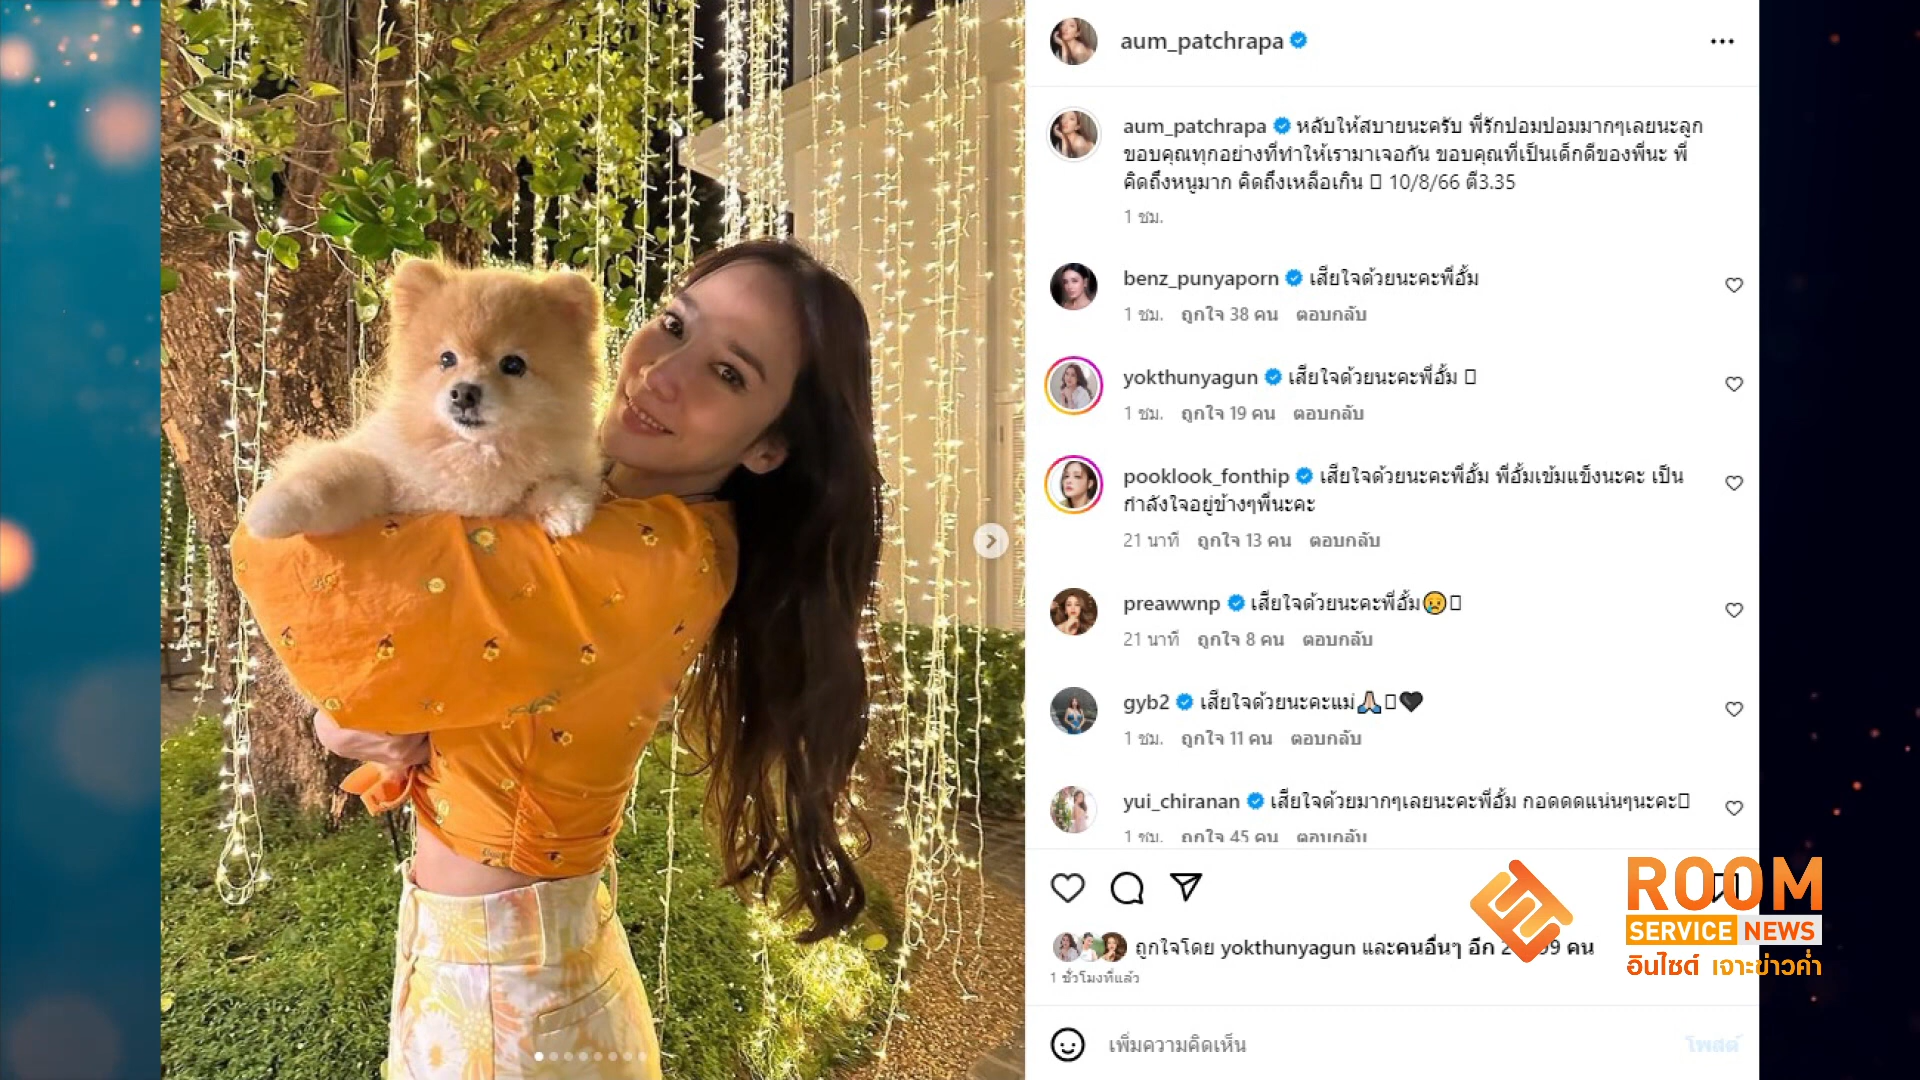 aum_patchrapa
aum_patchrapa หลับให้สบายนะครับ พี่รักปอมปอมมากๆเลยนะลูก
ขอบคุณทุกอย่างที่ทำให้เรามาเจอกัน ขอบคุณที่เป็นเด็กดีของพี่นะ พี่
คิดถึงหนูมาก คิดถึงเหลือเกิน 10/8/66 ตี3.35
1 ชม.
benz_punyaporn เสียใจด้วยนะคะพี่อั้ม
1 ชม. ถูกใจ 38 คน ตอบกลับ
yokthunyagun เสียใจด้วยนะคะพี่อั้ม
1 ชม. ถูกใจ 19 คน ตอบกลับ
pooklook_fonthip เสียใจด้วยนะคะพี่อั้ม พี่อั้มเข้มแข็งนะคะ เป็น
กำลังใจอยู่ข้างๆพี่นะคะ
21 นาที ถูกใจ 13 คน ตอบกลับ
preawwnp เสียใจด้วยนะคะพี่อั้ม😢
21 นาที ถูกใจ 8 คน ตอบกลับ
gyb2 เสียใจด้วยนะคะแม่🙏🏻🖤
1 ชม. ถูกใจ 11 คน ตอบกลับ
yui_chiranan เสียใจด้วยมากๆเลยนะคะพี่อั้ม กอดดดแน่นๆนะคะ
1 ชม. ถูกใจ 45 คน ตอบกลับ
ถูกใจโดย yokthunyagun และคนอื่นๆ อีก คน
1 ชั่วโมงที่แล้ว
เพิ่มความคิดเห็น
โพสต์
ROOM
SERVICE NEWS
อินไซด์ เจาะข่าวค่ำ